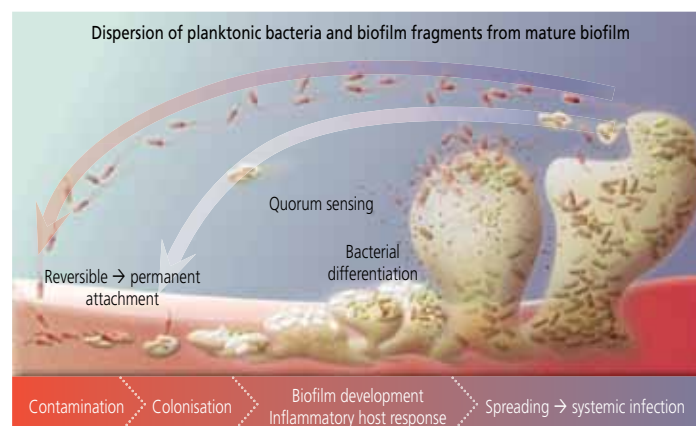 Dispersion of planktonic bacteria and biofilm fragments from mature biofilm
Quorum sensing
Bacterial
differentiation
Reversible → permanent
attachment
Contamination
Colonisation
Biofilm development
Inflammatory host response
Spreading → systemic infection